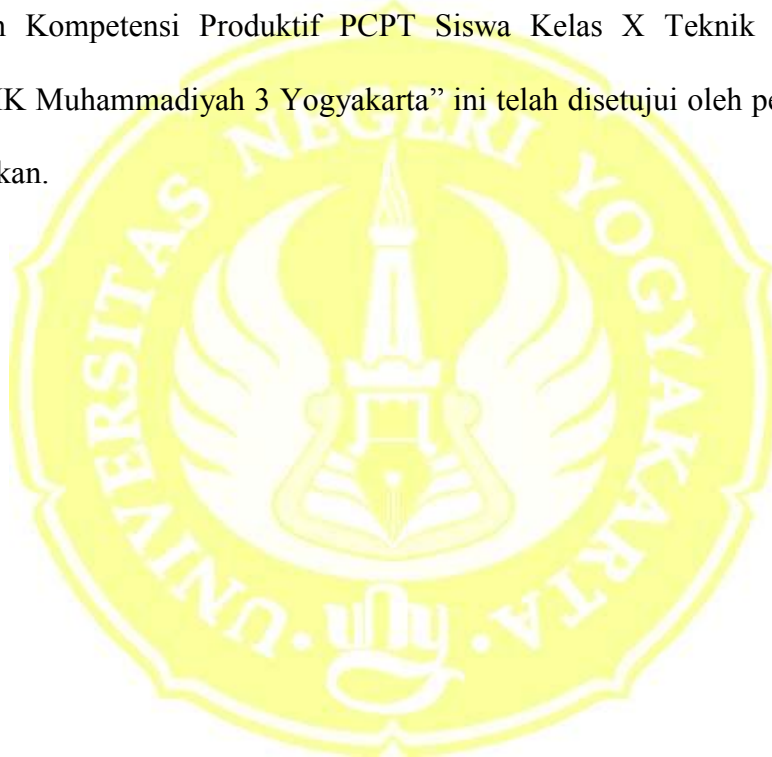 n Kompetensi Produktif PCPT Siswa Kelas X Teknik
IK Muhammadiyah 3 Yogyakarta” ini telah disetujui oleh pe
kan.
UNIVERSITAS NEGERI YOGYAKARTA
uny